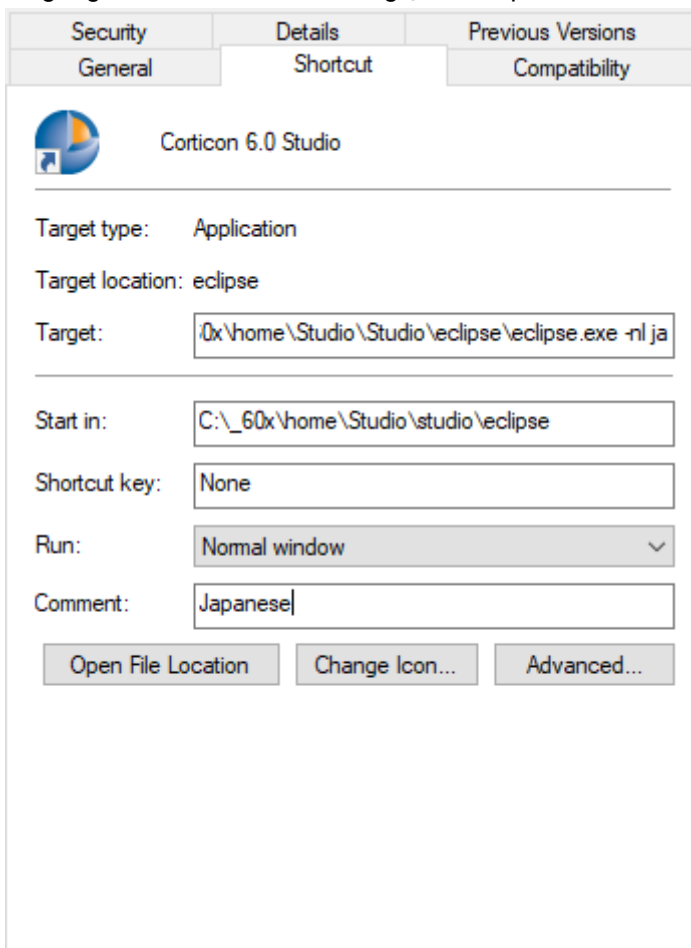 Security Details Previous Versions
General Shortcut Compatibility
Corticon 6.0 Studio
Target type: Application
Target location: eclipse
Target: 0x\home\Studio\Studio\eclipse\eclipse.exe -nl ja
Start in: C:\_60x\home\Studio\studio\eclipse
Shortcut key: None
Run: Normal window
Comment: Japanese
Open File Location Change Icon... Advanced...